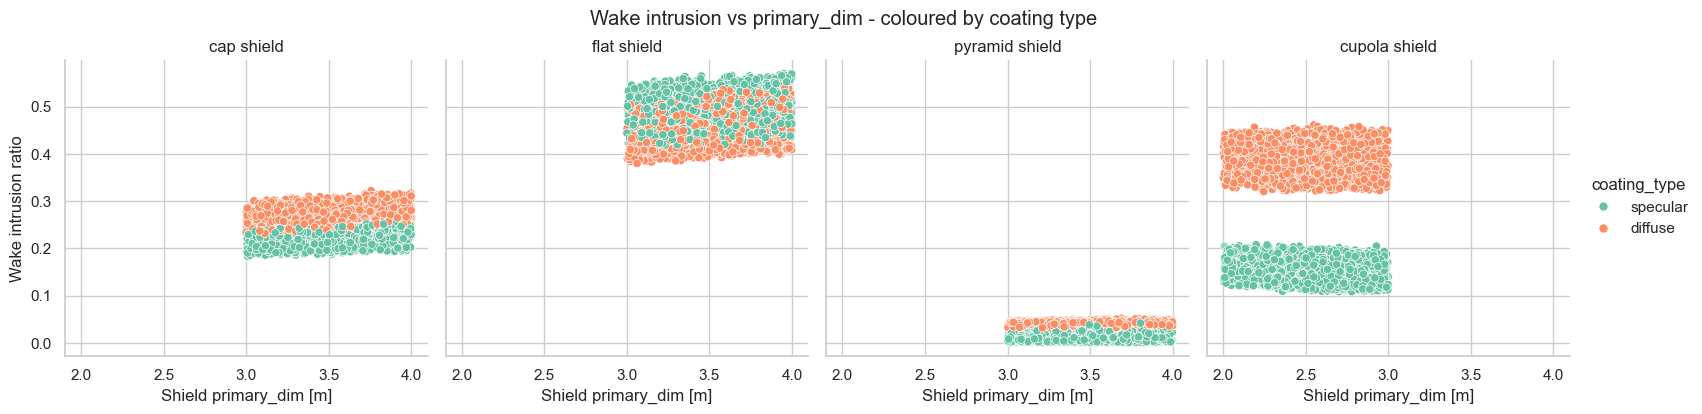 Wake intrusion vs primary_dim - coloured by coating type
cap shield
flat shield
pyramid shield
cupola shield
Wake intrusion ratio
0.5
0.4
0.3
0.2
0.1
0.0
2.0 2.5 3.0 3.5 4.0
2.0 2.5 3.0 3.5 4.0
2.0 2.5 3.0 3.5 4.0
2.0 2.5 3.0 3.5 4.0
Shield primary_dim [m]
Shield primary_dim [m]
Shield primary_dim [m]
Shield primary_dim [m]
coating_type
specular
diffuse